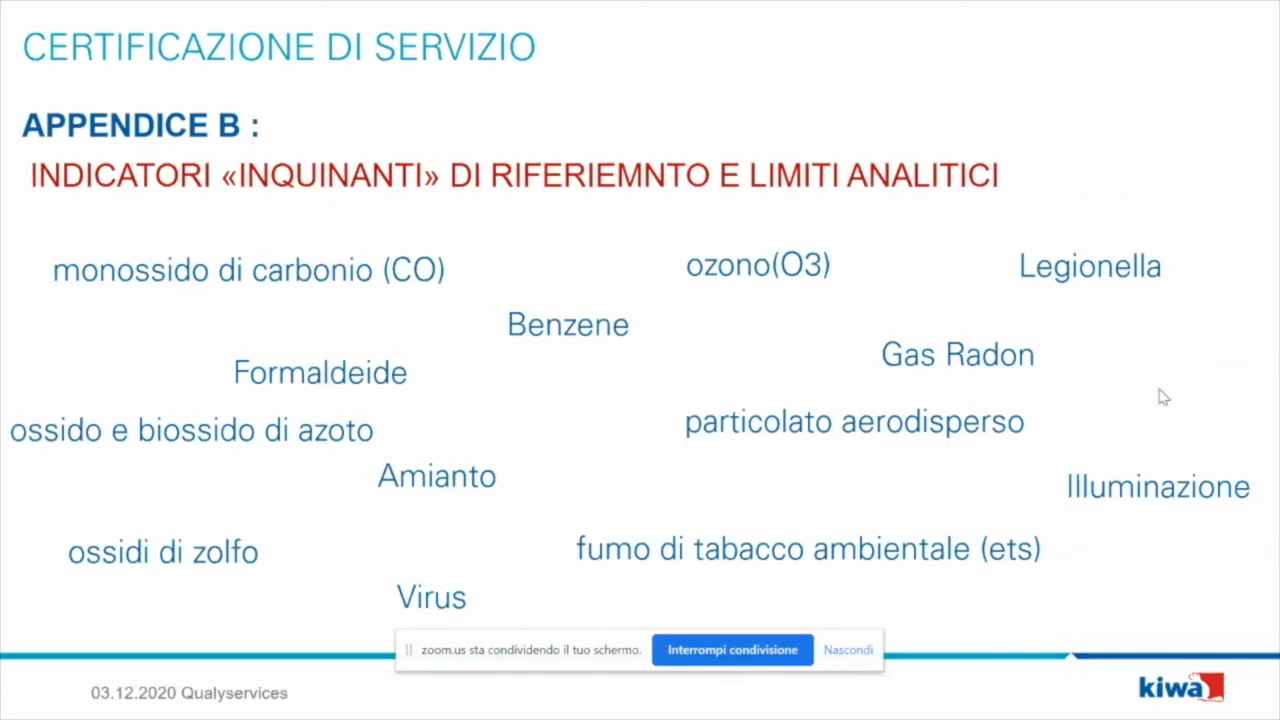 CERTIFICAZIONE DI SERVIZIO
APPENDICE B :
INDICATORI «INQUINANTI» DI RIFERIEMNTO E LIMITI ANALITICI
monossido di carbonio (CO)
ozono(O3)
Legionella
Benzene
Gas Radon
Formaldeide
ossido e biossido di azoto
particolato aerodisperso
Amianto
Illuminazione
ossidi di zolfo
fumo di tabacco ambientale (ets)
Virus
zoom.us sta condividendo il tuo schermo.
Interrompi condivisione
Nascondi
03.12.2020 Qualyservices
kiwa